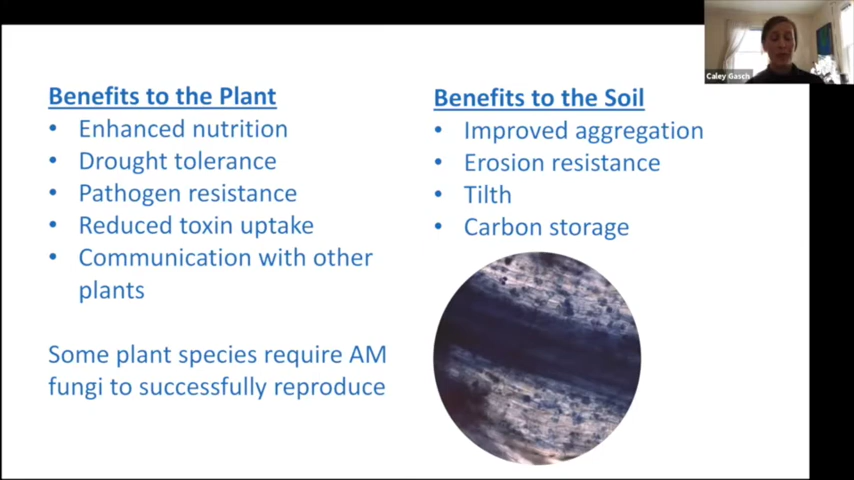 Benefits to the Plant
• Enhanced nutrition
• Drought tolerance
• Pathogen resistance
• Reduced toxin uptake
• Communication with other
plants
Some plant species require AM
fungi to successfully reproduce
Benefits to the Soil
• Improved aggregation
• Erosion resistance
• Tilth
• Carbon storage
Caley Gasch